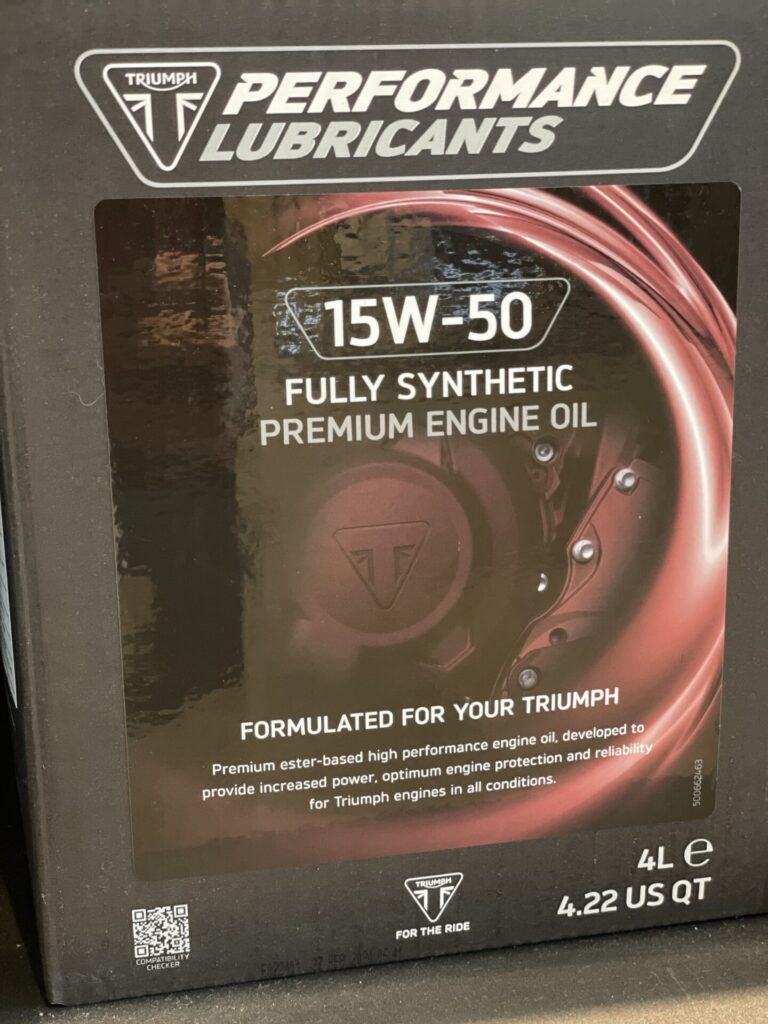 TRIUMPH
PERFORMANCE
LUBRICANTS
15W-50
FULLY SYNTHETIC
PREMIUM ENGINE OIL
FORMULATED FOR YOUR TRIUMPH
Premium ester-based high performance engine oil, developed to
provide increased power, optimum engine protection and reliability
for Triumph engines in all conditions.
500662463
4L ℮
4.22 US QT
COMPATIBILITY
CHECKER
TRIUMPH
FOR THE RIDE